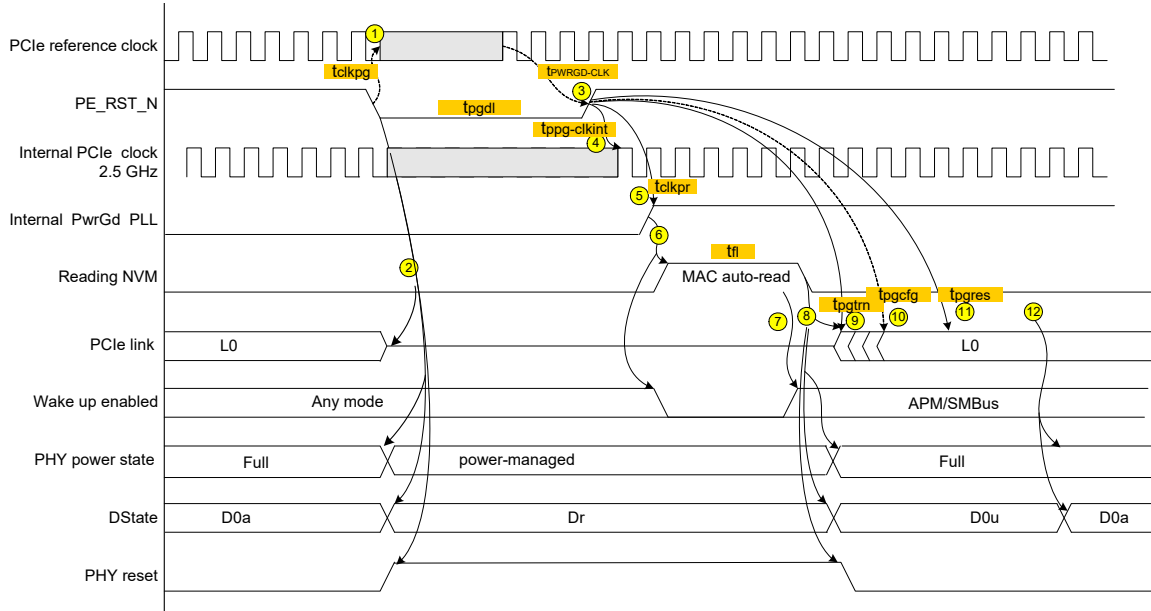 PCIe reference clock
1
tclkpg
tPWRGD-CLK
3
PE_RST_N
tpgdl
tppg-clkint
4
Internal PCIe clock
2.5 GHz
tclkpr
5
Internal PwrGd PLL
6
2
tfl
Reading NVM
MAC auto-read
tpgtrn
tpgcfg
tpgres
7
8
9
10
11
12
PCIe link
L0
L0
Wake up enabled
Any mode
APM/SMBus
PHY power state
Full
power-managed
Full
DState
D0a
Dr
D0u
D0a
PHY reset